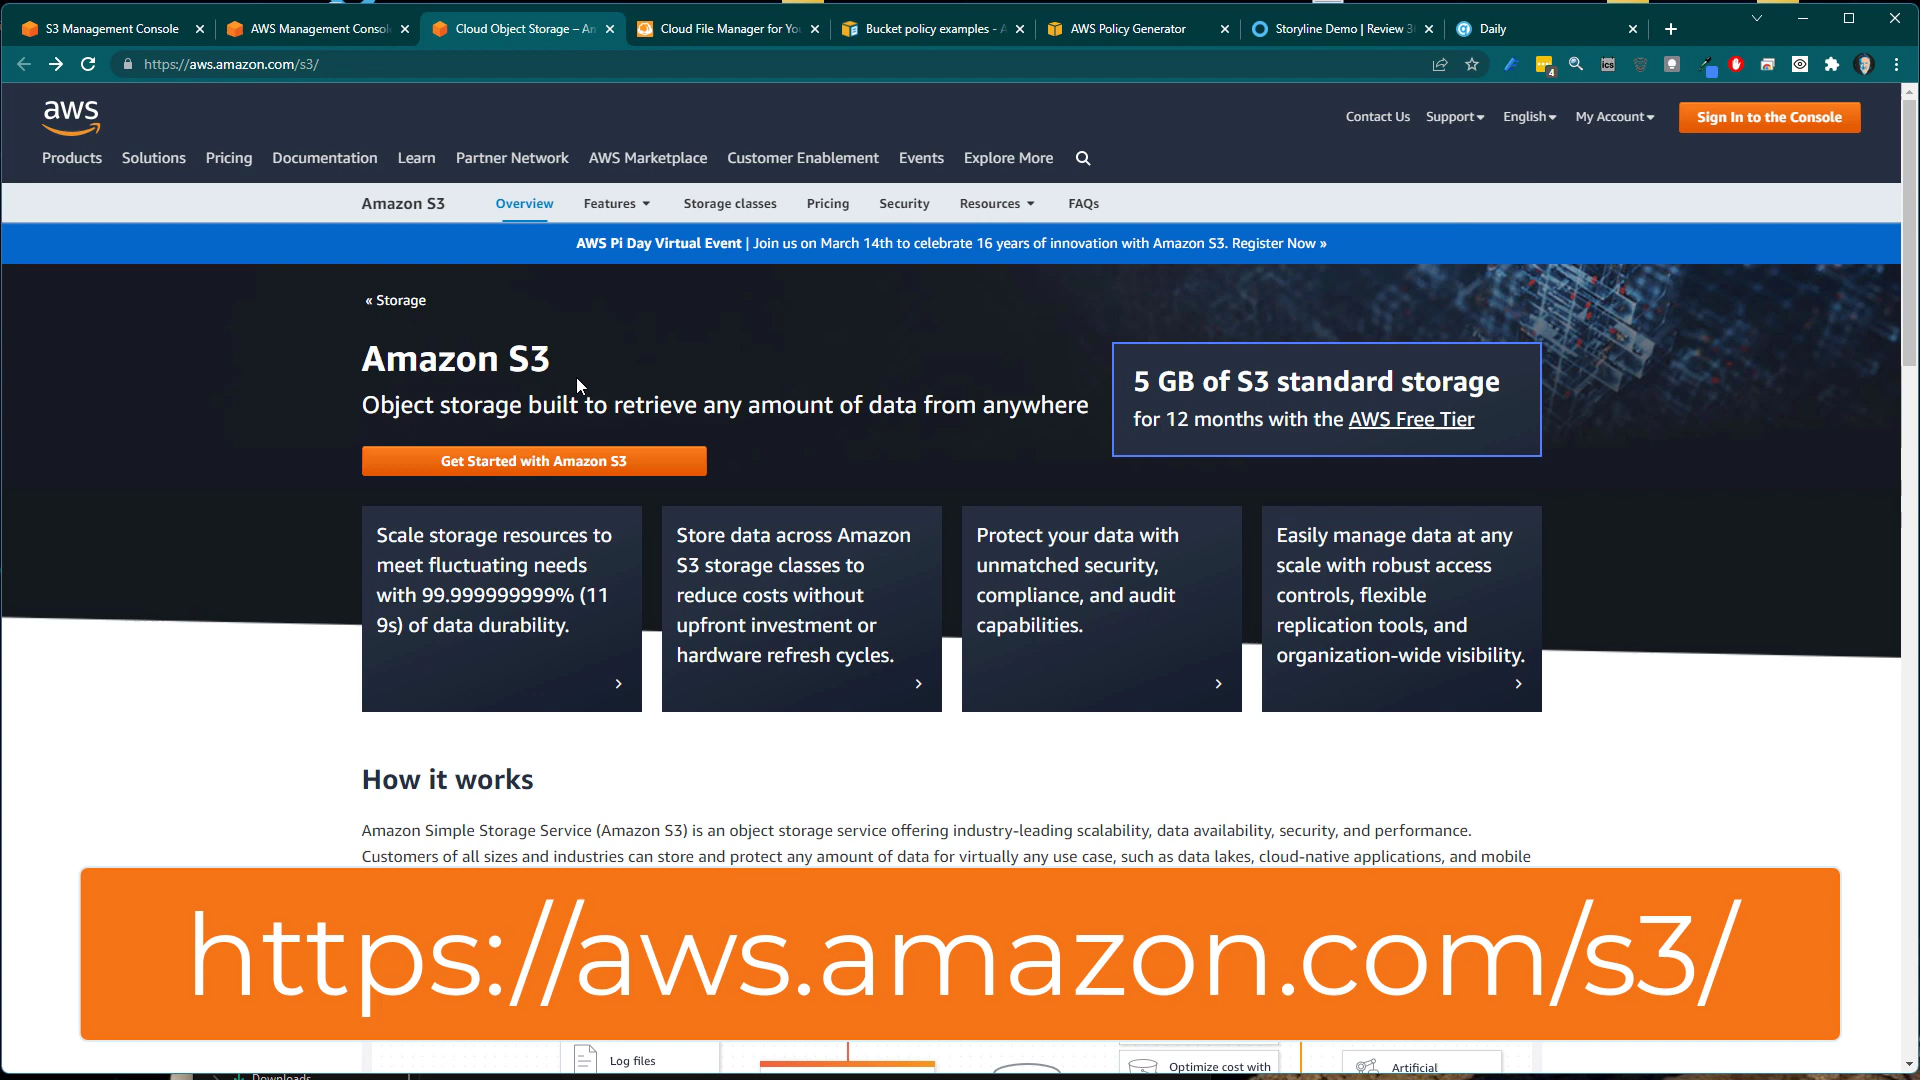 S3 Management Console
AWS Management Consol
Cloud Object Storage – Am
Cloud File Manager for Yo
Bucket policy examples - A
AWS Policy Generator
Storyline Demo | Review 3
Daily
https://aws.amazon.com/s3/
4
ics
aws
Contact Us
Support
English
My Account
Sign In to the Console
Products
Solutions
Pricing
Documentation
Learn
Partner Network
AWS Marketplace
Customer Enablement
Events
Explore More
Amazon S3
Overview
Features
Storage classes
Pricing
Security
Resources
FAQs
AWS Pi Day Virtual Event | Join us on March 14th to celebrate 16 years of innovation with Amazon S3. Register Now »
« Storage
Amazon S3
Object storage built to retrieve any amount of data from anywhere
Get Started with Amazon S3
5 GB of S3 standard storage
for 12 months with the AWS Free Tier
Scale storage resources to
meet fluctuating needs
with 99.999999999% (11
9s) of data durability.
Store data across Amazon
S3 storage classes to
reduce costs without
upfront investment or
hardware refresh cycles.
Protect your data with
unmatched security,
compliance, and audit
capabilities.
Easily manage data at any
scale with robust access
controls, flexible
replication tools, and
organization-wide visibility.
How it works
Amazon Simple Storage Service (Amazon S3) is an object storage service offering industry-leading scalability, data availability, security, and performance.
Customers of all sizes and industries can store and protect any amount of data for virtually any use case, such as data lakes, cloud-native applications, and mobile
https://aws.amazon.com/s3/
Log files
Optimize cost with
Artificial
Downloads